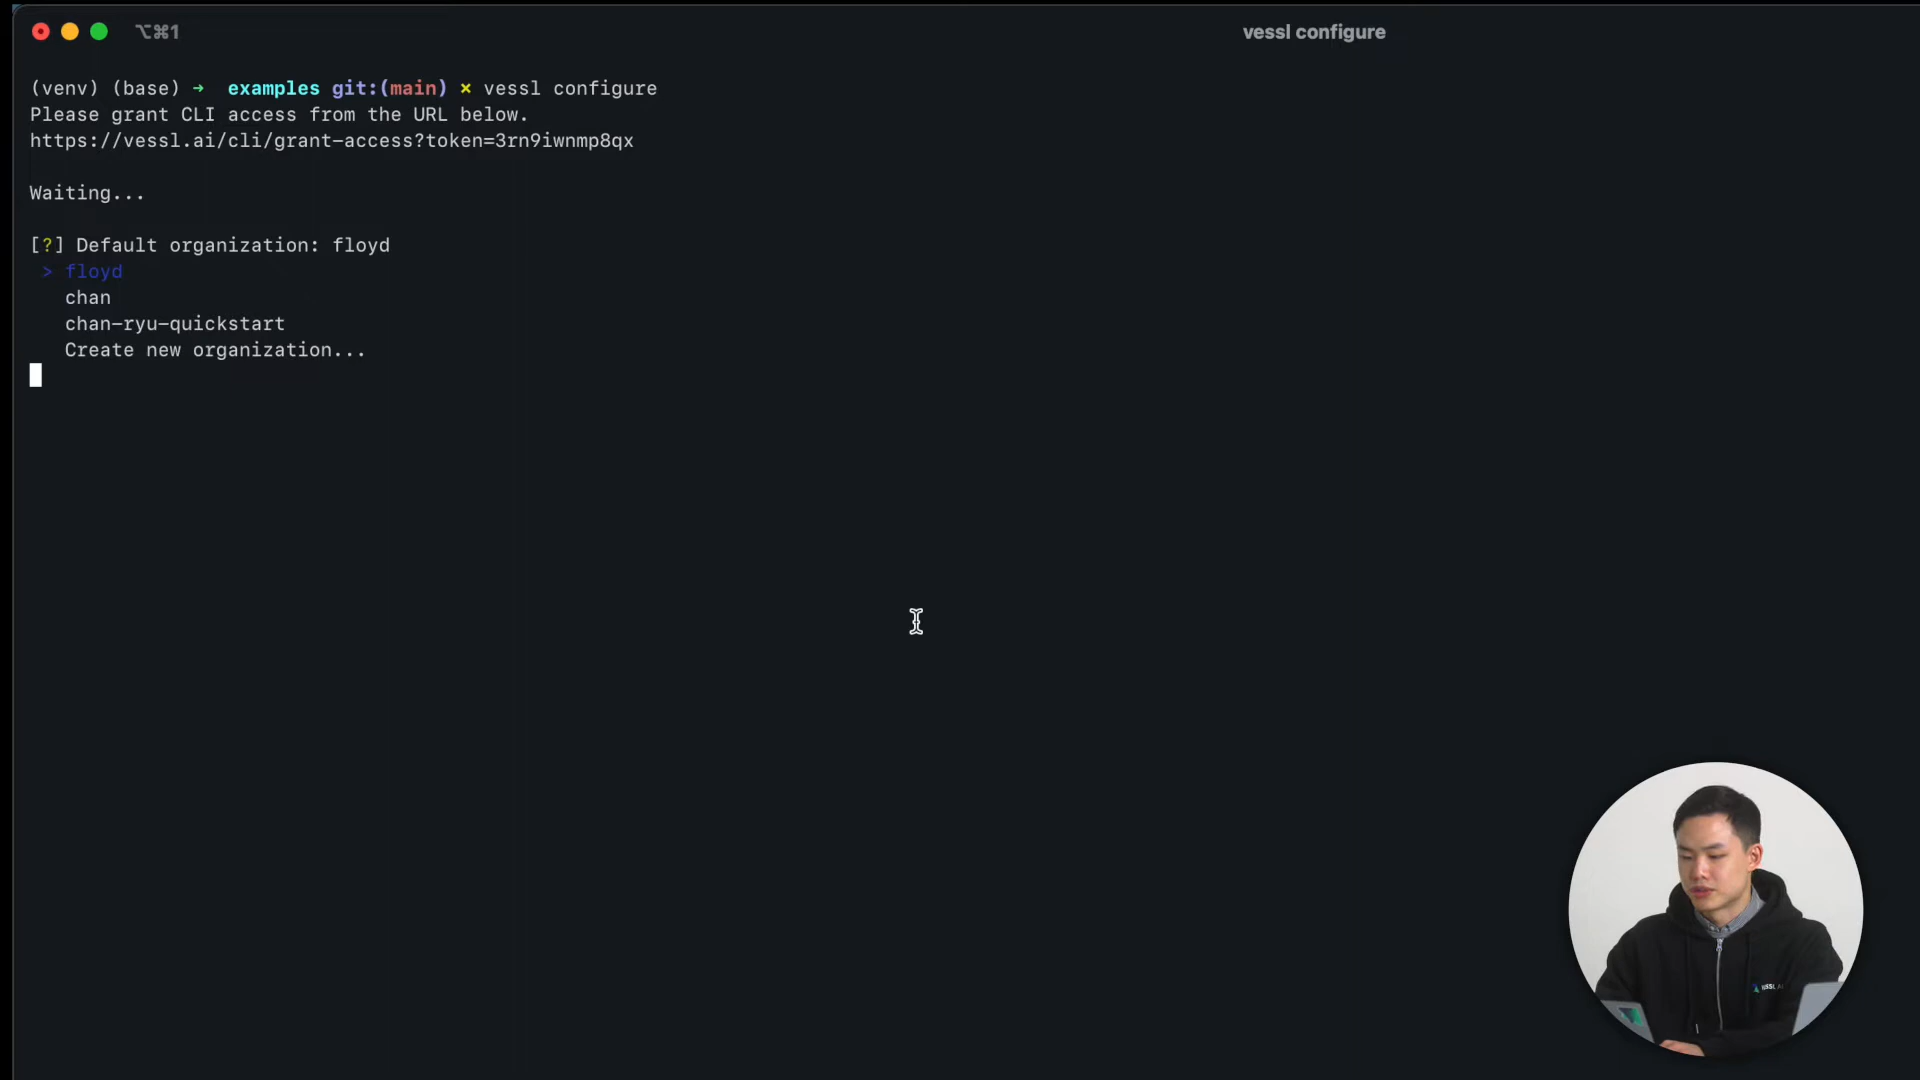 ⌥⌘1
vessl configure
(venv) (base) → examples git:(main) × vessl configure
Please grant CLI access from the URL below.
https://vessl.ai/cli/grant-access?token=3rn9iwnmp8qx
Waiting...
[?] Default organization: floyd
> floyd
chan
chan-ryu-quickstart
Create new organization...